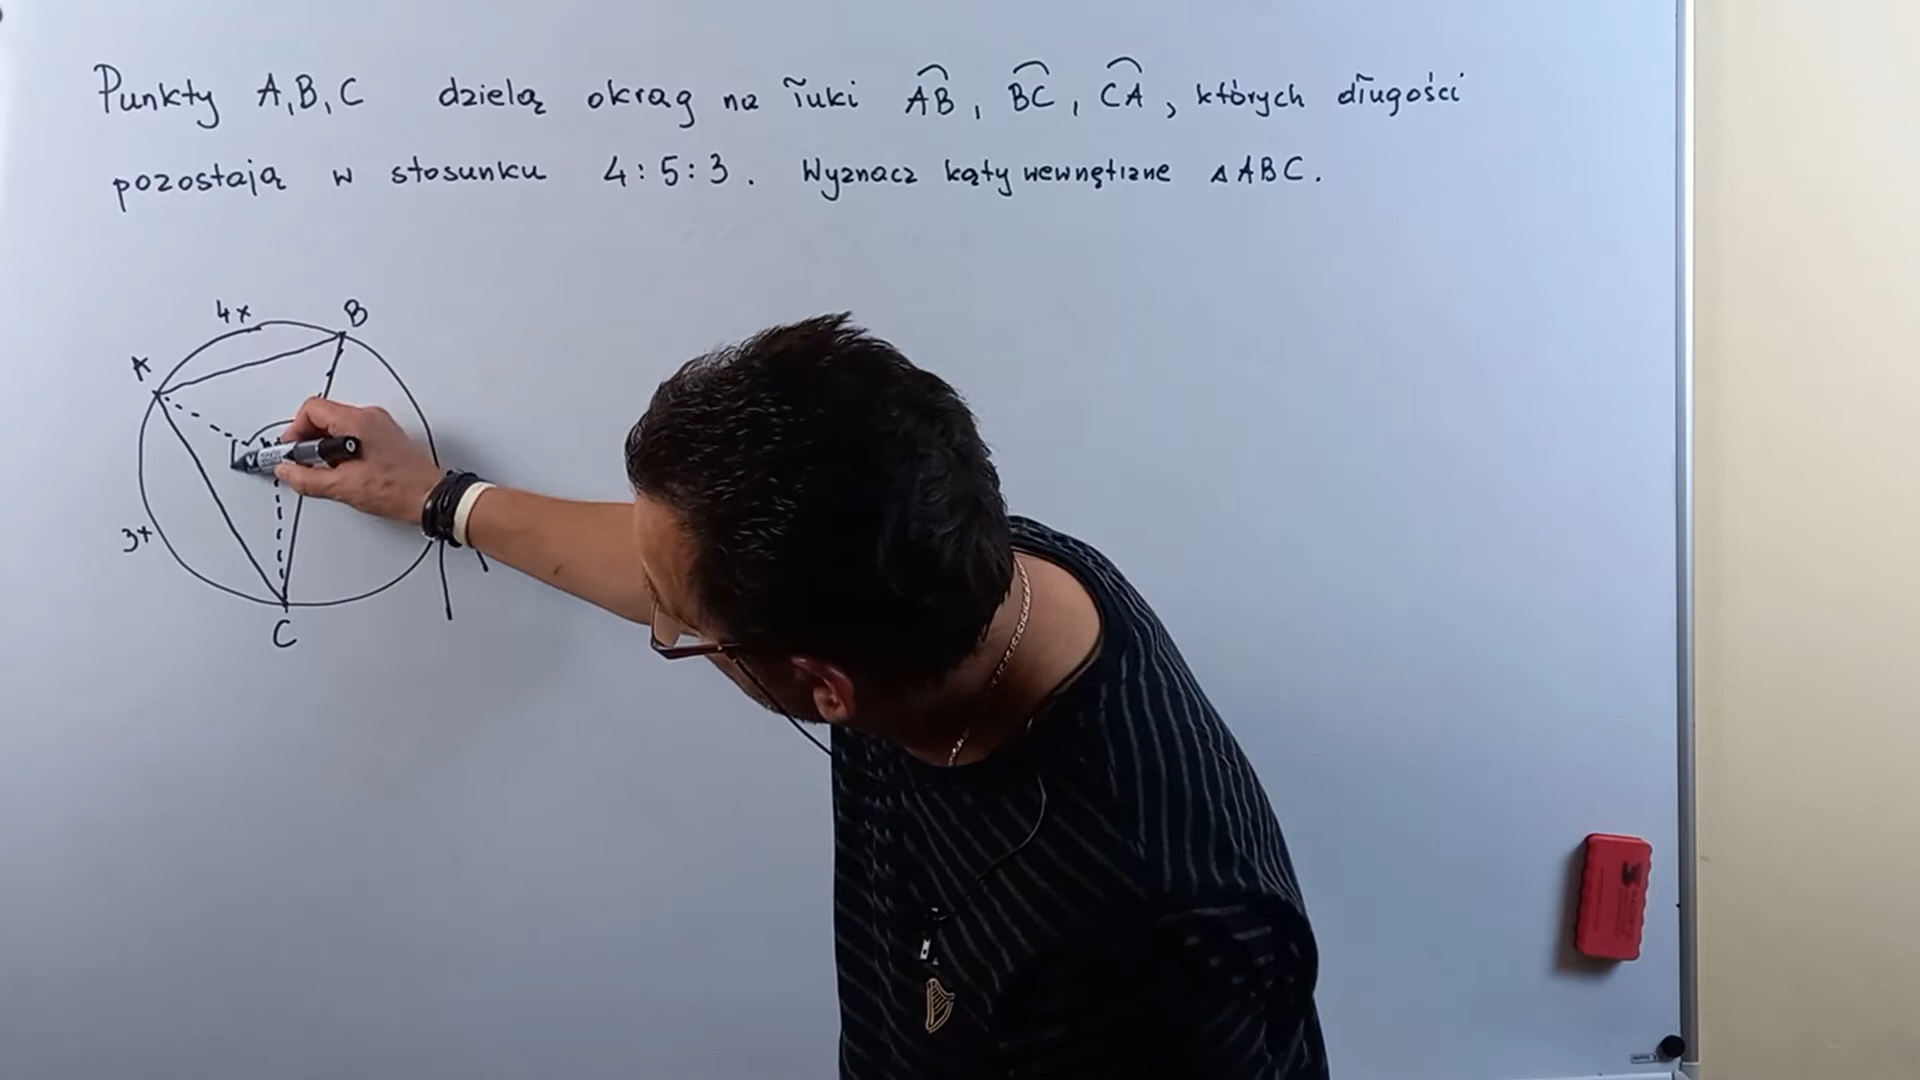 Punkty A, B, C dzielą okrąg na łuki AB, BC, CA, których długości
pozostają w stosunku 4:5:3. Wyznacz kąty wewnętrzne △ABC.
4x
B
A
3x
C